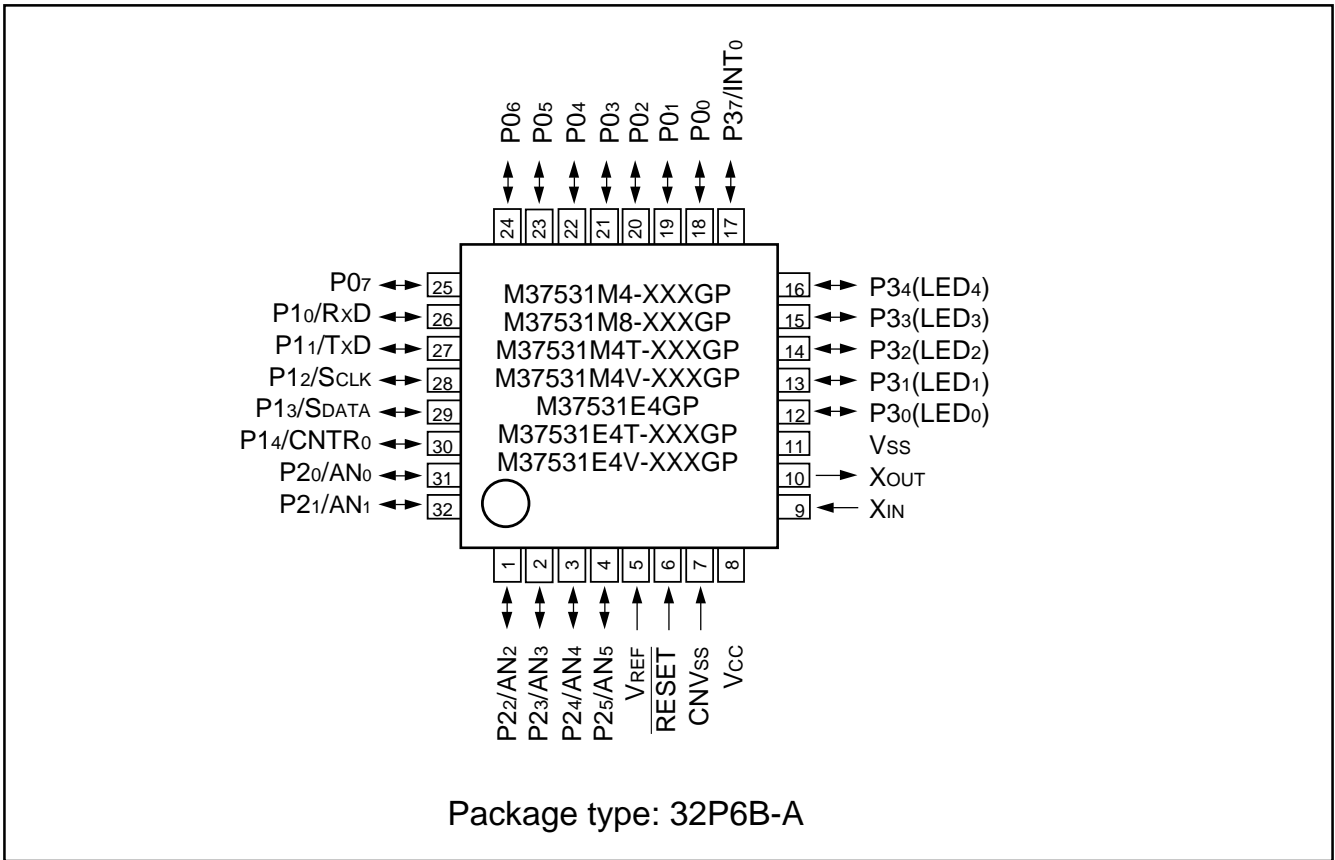 P06
P05
P04
P03
P02
P01
P00
P37/INT0
24
23
22
21
20
19
18
17
P07
25
P10/RXD
26
P11/TXD
27
P12/SCLK
28
P13/SDATA
29
P14/CNTR0
30
P20/AN0
31
P21/AN1
32
M37531M4-XXXGP
M37531M8-XXXGP
M37531M4T-XXXGP
M37531M4V-XXXGP
M37531E4GP
M37531E4T-XXXGP
M37531E4V-XXXGP
16
P34(LED4)
15
P33(LED3)
14
P32(LED2)
13
P31(LED1)
12
P30(LED0)
11
VSS
10
XOUT
9
XIN
1
2
3
4
5
6
7
8
P22/AN2
P23/AN3
P24/AN4
P25/AN5
VREF
RESET
CNVSS
VCC
Package type: 32P6B-A